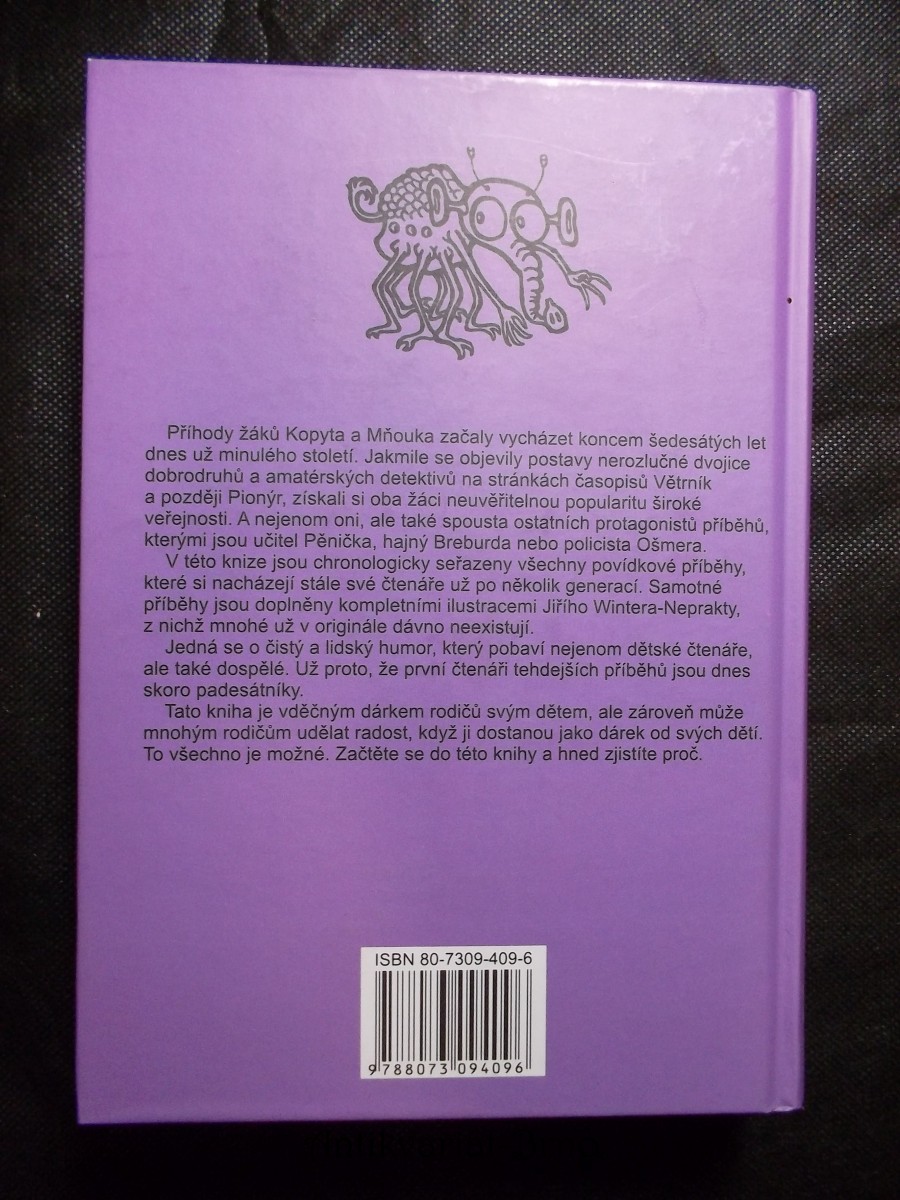 Příhody žáků Kopyta a Mňouka začaly vycházet koncem šedesátých let
dnes už minulého století. Jakmile se objevily postavy nerozlučné dvojice
dobrodruhů a amatérských detektivů na stránkách časopisů Větrník
a později Pionýr, získali si oba žáci neuvěřitelnou popularitu široké
veřejnosti. A nejenom oni, ale také spousta ostatních protagonistů příběhů,
kterými jsou učitel Pěnička, hajný Breburda nebo policista Ošmera.
V této knize jsou chronologicky seřazeny všechny povídkové příběhy,
které si nacházejí stále své čtenáře už po několik generací. Samotné
příběhy jsou doplněny kompletními ilustracemi Jiřího Wintera-Neprakty,
z nichž mnohé už v originále dávno neexistují.
Jedná se o čistý a lidský humor, který pobaví nejenom dětské čtenáře,
ale také dospělé. Už proto, že první čtenáři tehdejších příběhů jsou dnes
skoro padesátníky.
Tato kniha je vděčným dárkem rodičů svým dětem, ale zároveň může
mnohým rodičům udělat radost, když ji dostanou jako dárek od svých dětí.
To všechno je možné. Začtěte se do této knihy a hned zjistíte proč.
ISBN 80-7309-409-6
9 788073 094096